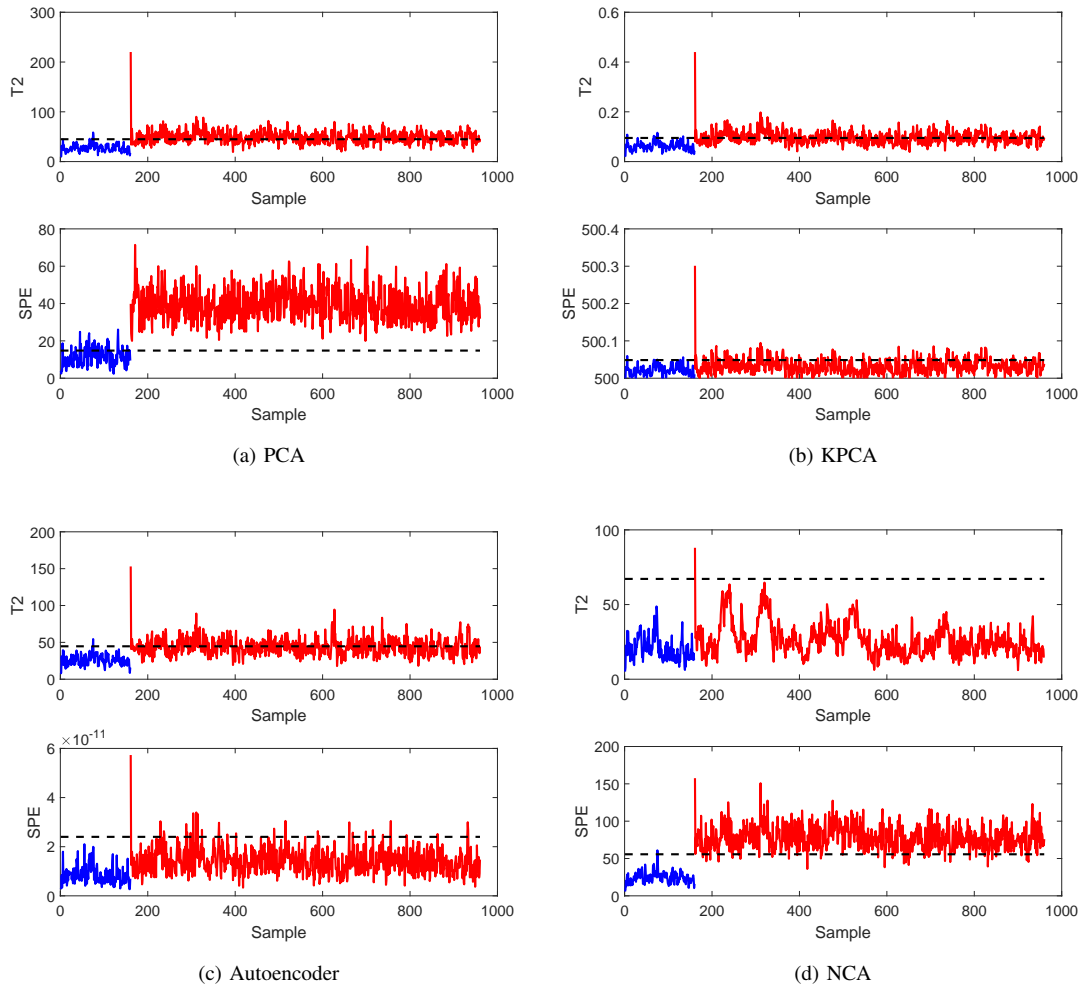 300
200
100
0
T2
0 200 400 600 800 1000
Sample
80
60
40
20
0
SPE
0 200 400 600 800 1000
Sample
(a) PCA
0.6
0.4
0.2
0
T2
0 200 400 600 800 1000
Sample
500.4
500.3
500.2
500.1
500
SPE
0 200 400 600 800 1000
Sample
(b) KPCA
200
150
100
50
0
T2
0 200 400 600 800 1000
Sample
×10⁻¹¹
6
4
2
0
SPE
0 200 400 600 800 1000
Sample
(c) Autoencoder
100
50
0
T2
0 200 400 600 800 1000
Sample
200
150
100
50
0
SPE
0 200 400 600 800 1000
Sample
(d) NCA